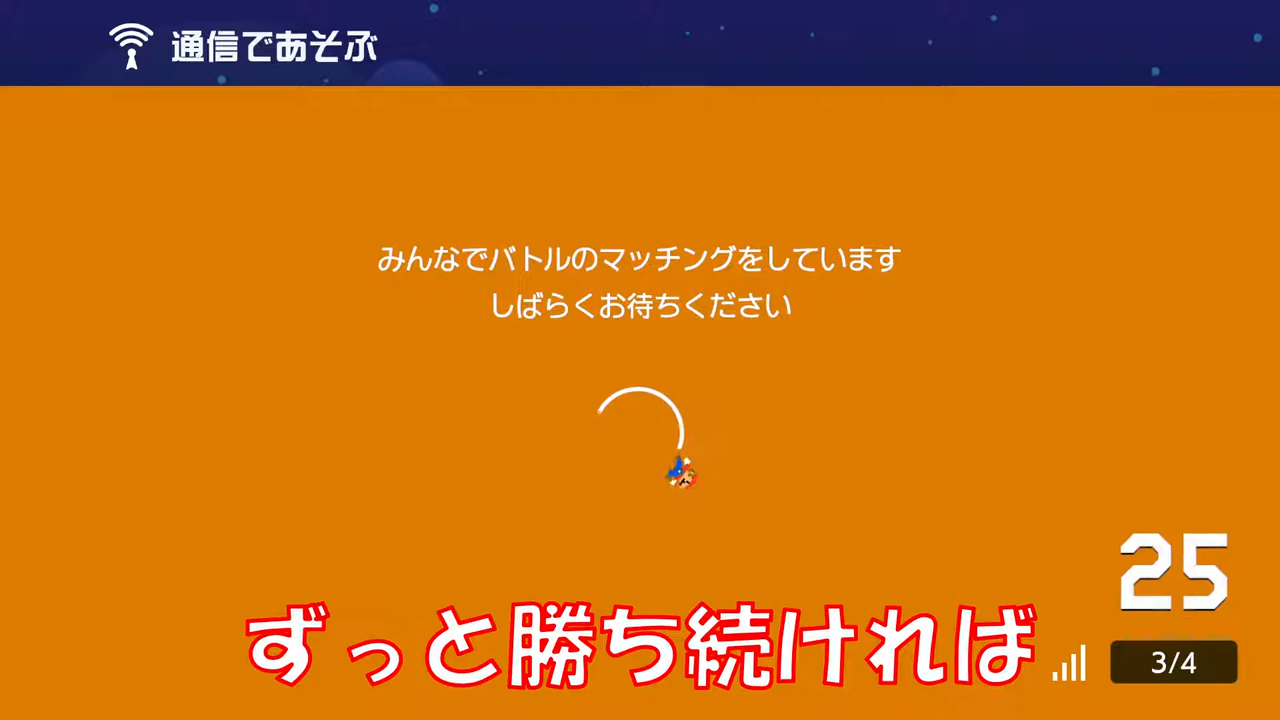 通信であそぶ
みんなでバトルのマッチングをしています
しばらくお待ちください
25
ずっと勝ち続ければ
3/4